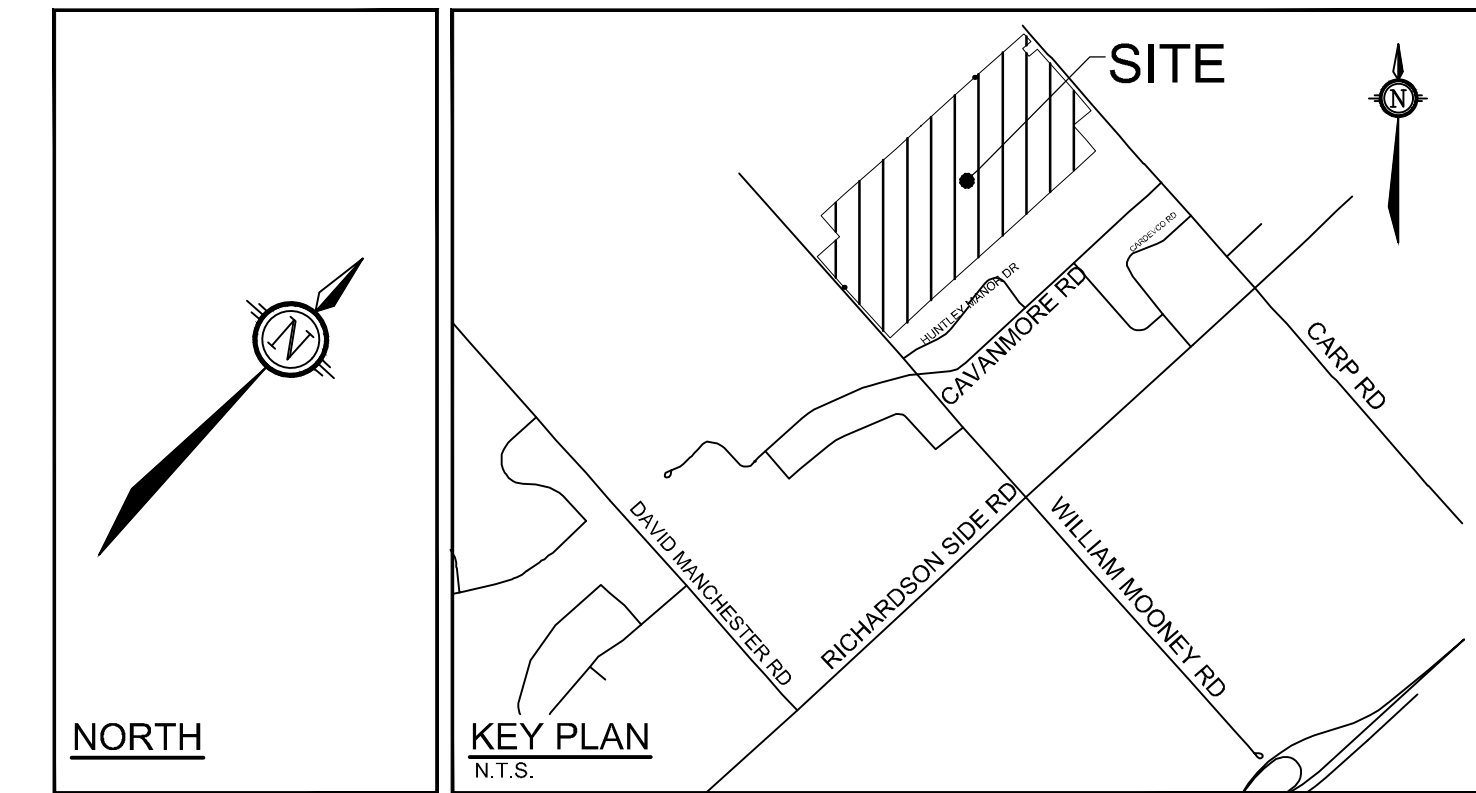 SITE
N
N
HUNTLEY MANOR DR
CARDEVCO RD
CAVANMORE RD
CARP RD
DAVID MANCHESTER RD
RICHARDSON SIDE RD
WILLIAM MOONEY RD
NORTH
KEY PLAN
N.T.S.